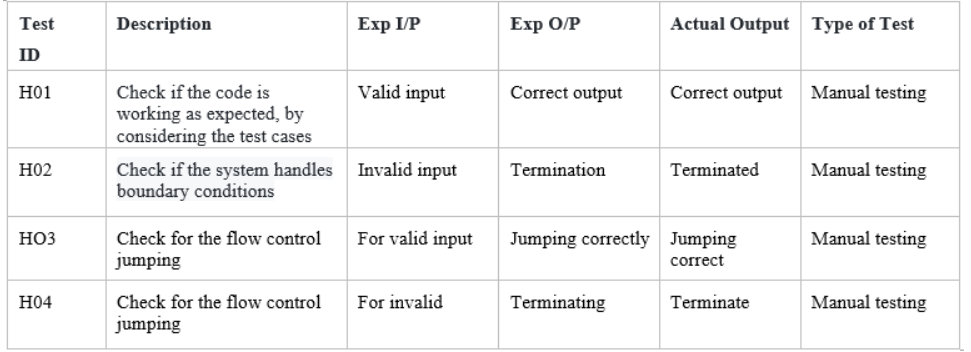 Test ID Description Exp I/P Exp O/P Actual Output Type of Test
H01 Check if the code is working as expected, by considering the test cases Valid input Correct output Correct output Manual testing
H02 Check if the system handles boundary conditions Invalid input Termination Terminated Manual testing
HO3 Check for the flow control jumping For valid input Jumping correctly Jumping correct Manual testing
H04 Check for the flow control jumping For invalid Terminating Terminate Manual testing